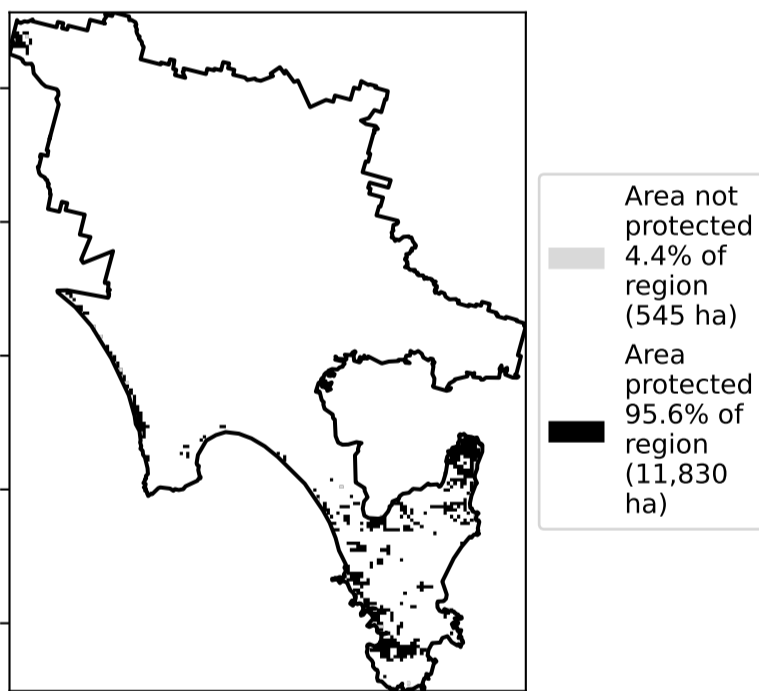 Area not
protected
4.4% of
region
(545 ha)
Area
protected
95.6% of
region
(11,830
ha)